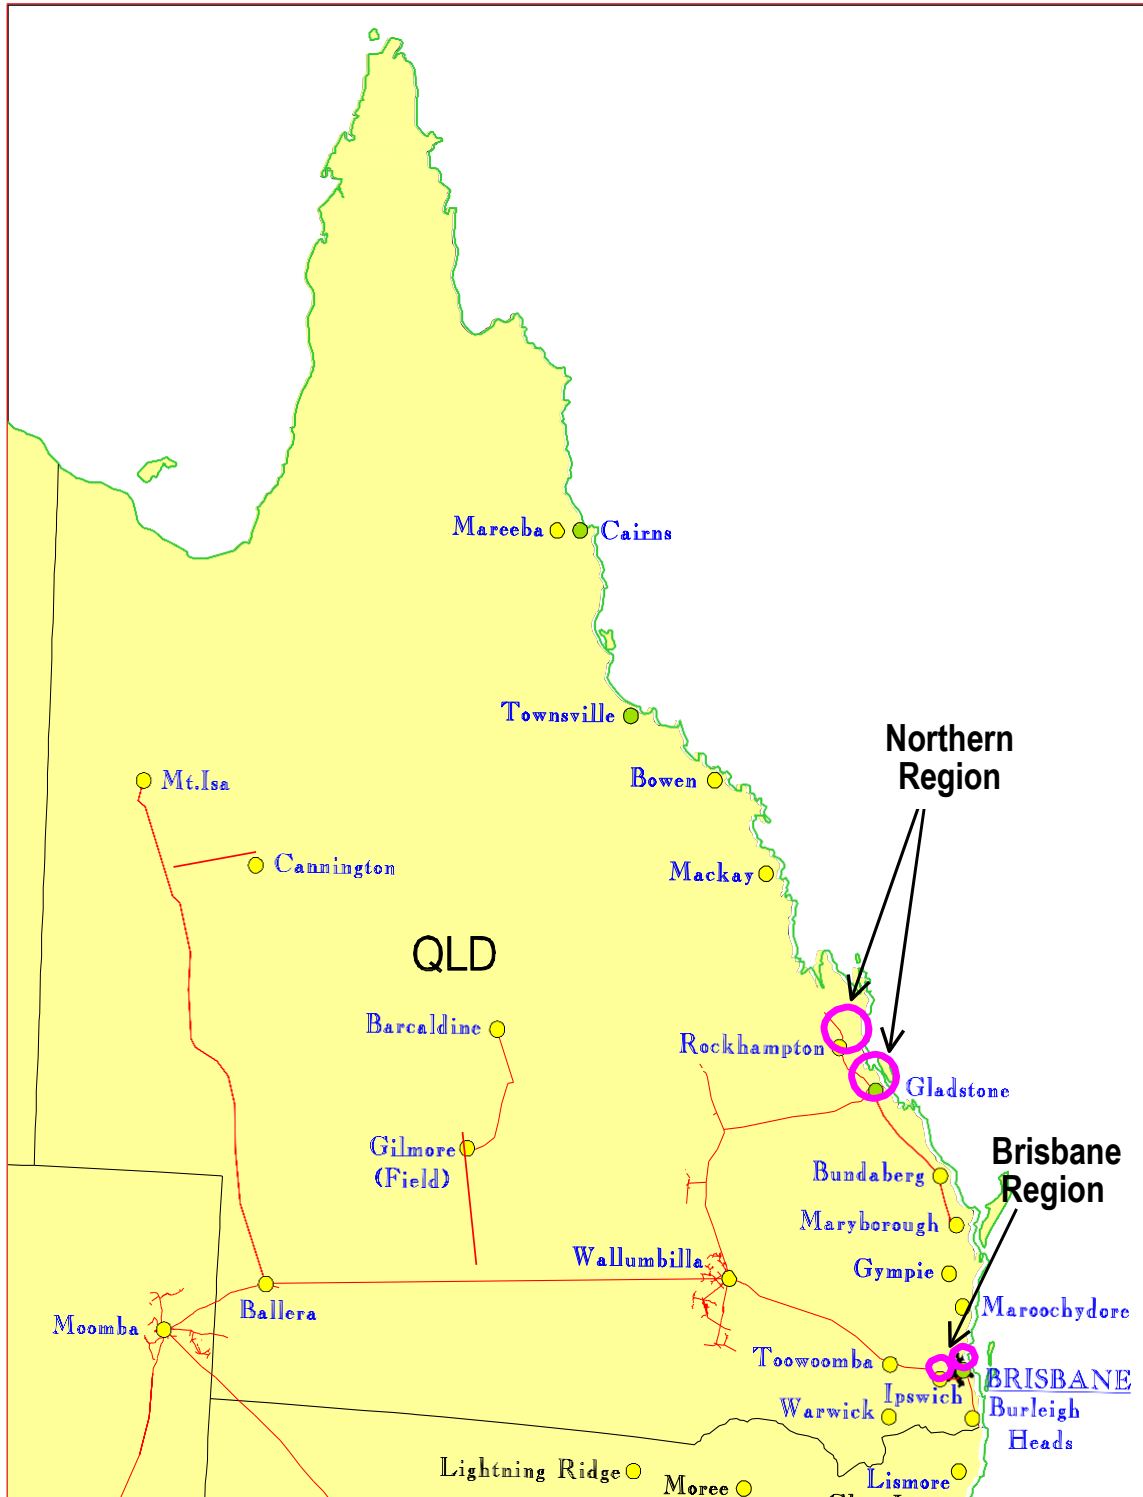 Mareeba
Cairns
Townsville
Northern
Region
Mt.Isa
Bowen
Cannington
Mackay
QLD
Barcaldine
Rockhampton
Gladstone
Gilmore
(Field)
Brisbane
Region
Bundaberg
Maryborough
Wallumbilla
Gympie
Ballera
Maroochydore
Moomba
Toowoomba
BRISBANE
Ipswich
Warwick
Burleigh
Heads
Lightning Ridge
Lismore
Moree